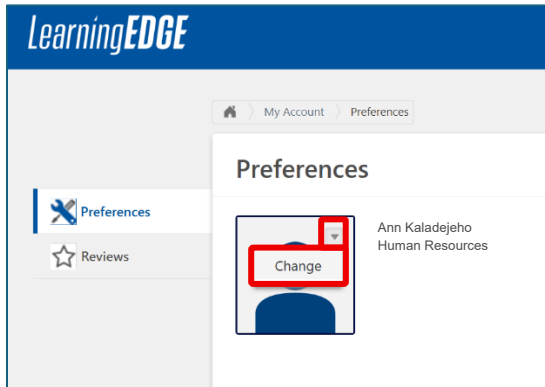 LearningEDGE
My Account Preferences
Preferences
Preferences
Reviews
Ann Kaladejeho
Human Resources
Change